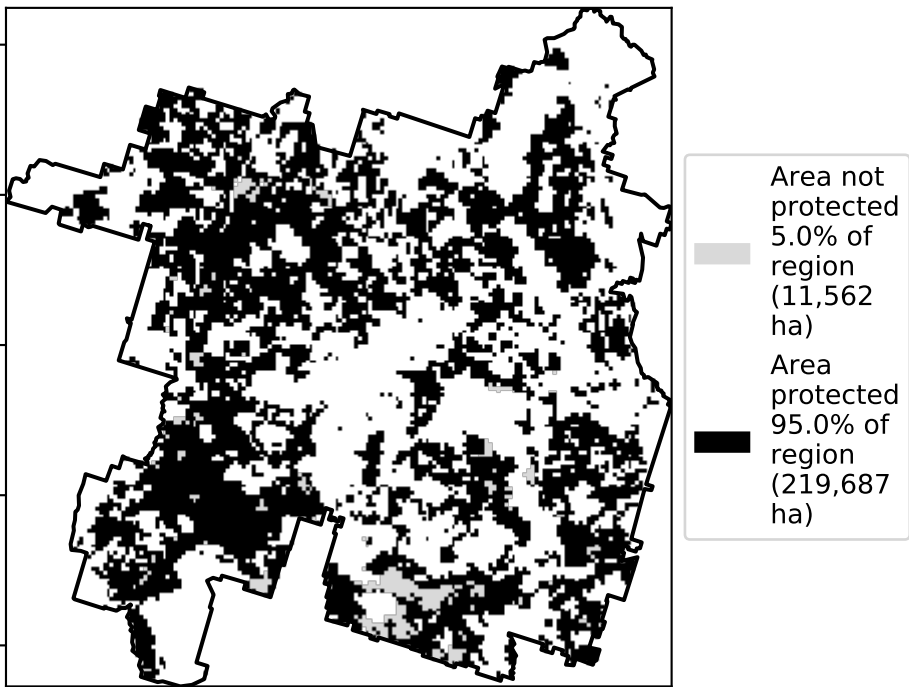 Area not
protected
5.0% of
region
(11,562
ha)
Area
protected
95.0% of
region
(219,687
ha)